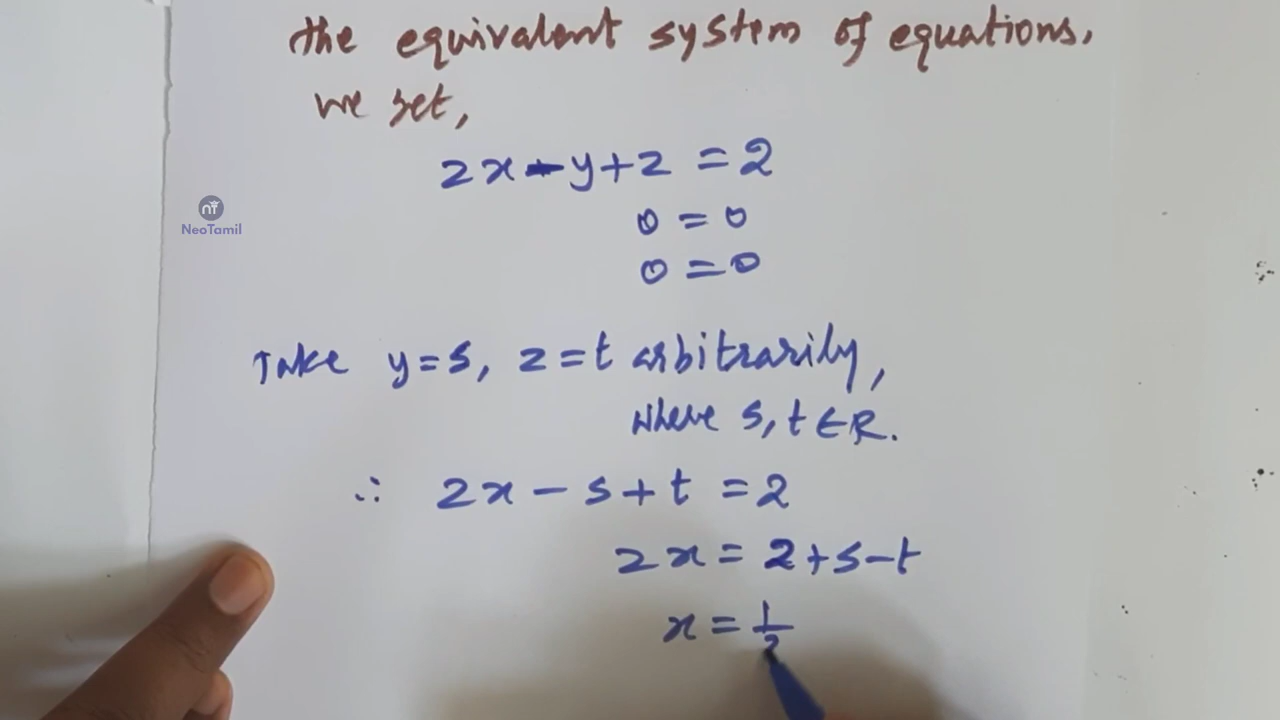 the equivalent system of equations,
we get,
2x - y + z = 2
NeoTamil
0 = 0
0 = 0
Take y = s, z = t arbitrarily,
where s, t ∈ R.
∴ 2x - s + t = 2
2x = 2 + s - t
x = 1/2